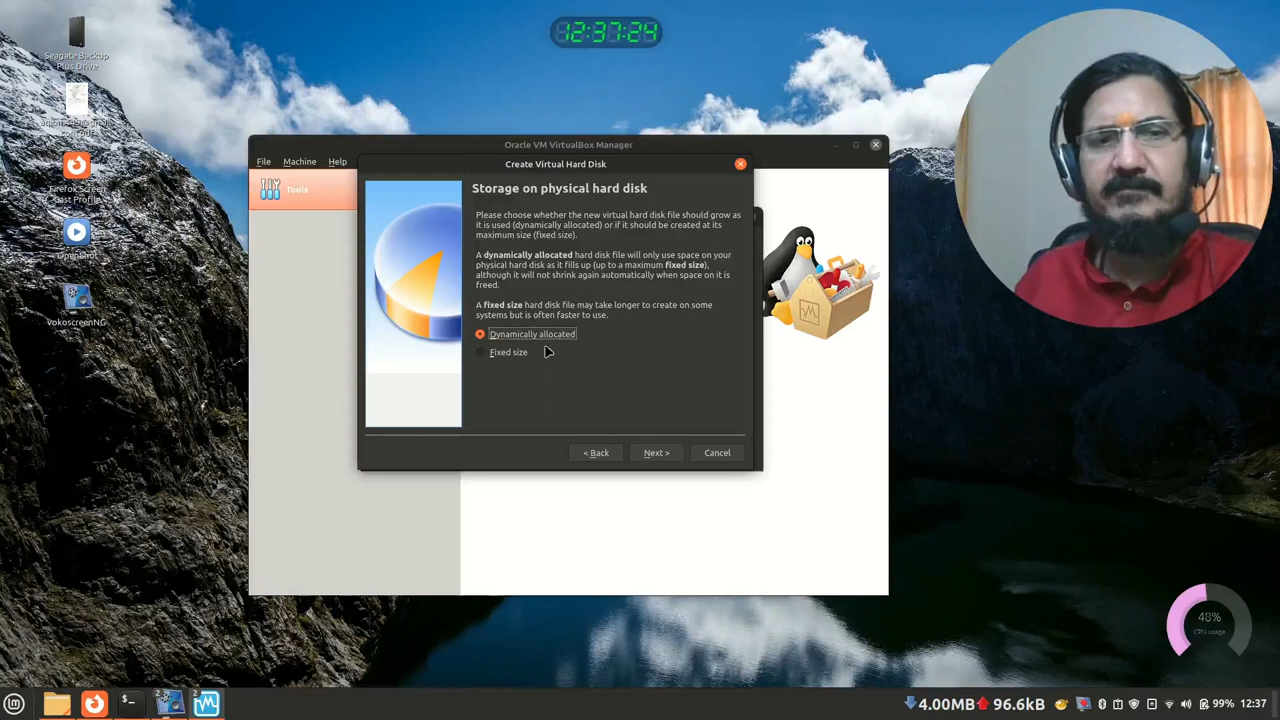 12:37:24
Seagate Backup
Plus Drive
Firefox Screen
Cast Profile
OpenShot
vokoscreenNG
Oracle VM VirtualBox Manager
File Machine Help
Tools
Create Virtual Hard Disk
Storage on physical hard disk
Please choose whether the new virtual hard disk file should grow as
it is used (dynamically allocated) or if it should be created at its
maximum size (fixed size).
A dynamically allocated hard disk file will only use space on your
physical hard disk as it fills up (up to a maximum fixed size),
although it will not shrink again automatically when space on it is
freed.
A fixed size hard disk file may take longer to create on some
systems but is often faster to use.
Dynamically allocated
Fixed size
< Back Next > Cancel
48%
CPU usage
2 2
4.00MB 96.6kB 99% 12:37